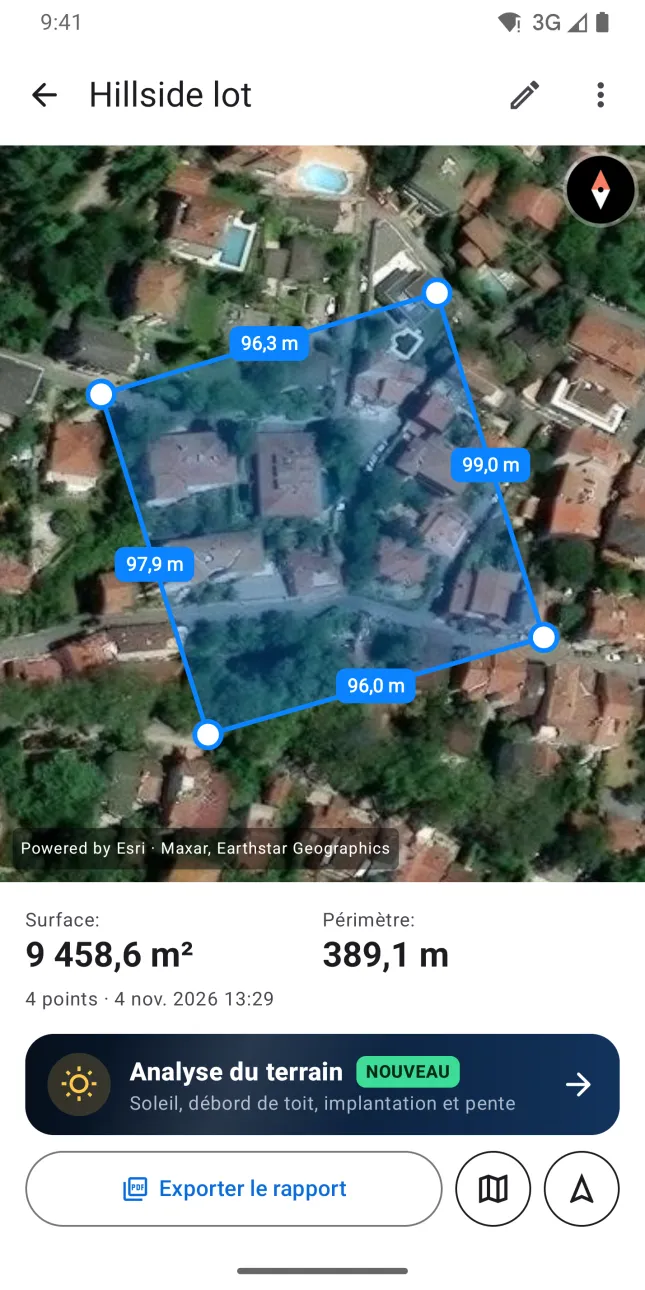 9:41
3G
Hillside lot
96,3 m
99,0 m
97,9 m
96,0 m
Powered by Esri · Maxar, Earthstar Geographics
Surface:
9 458,6 m²
Périmètre:
389,1 m
4 points · 4 nov. 2026 13:29
Analyse du terrain
NOUVEAU
Soleil, débord de toit, implantation et pente
PDF
Exporter le rapport